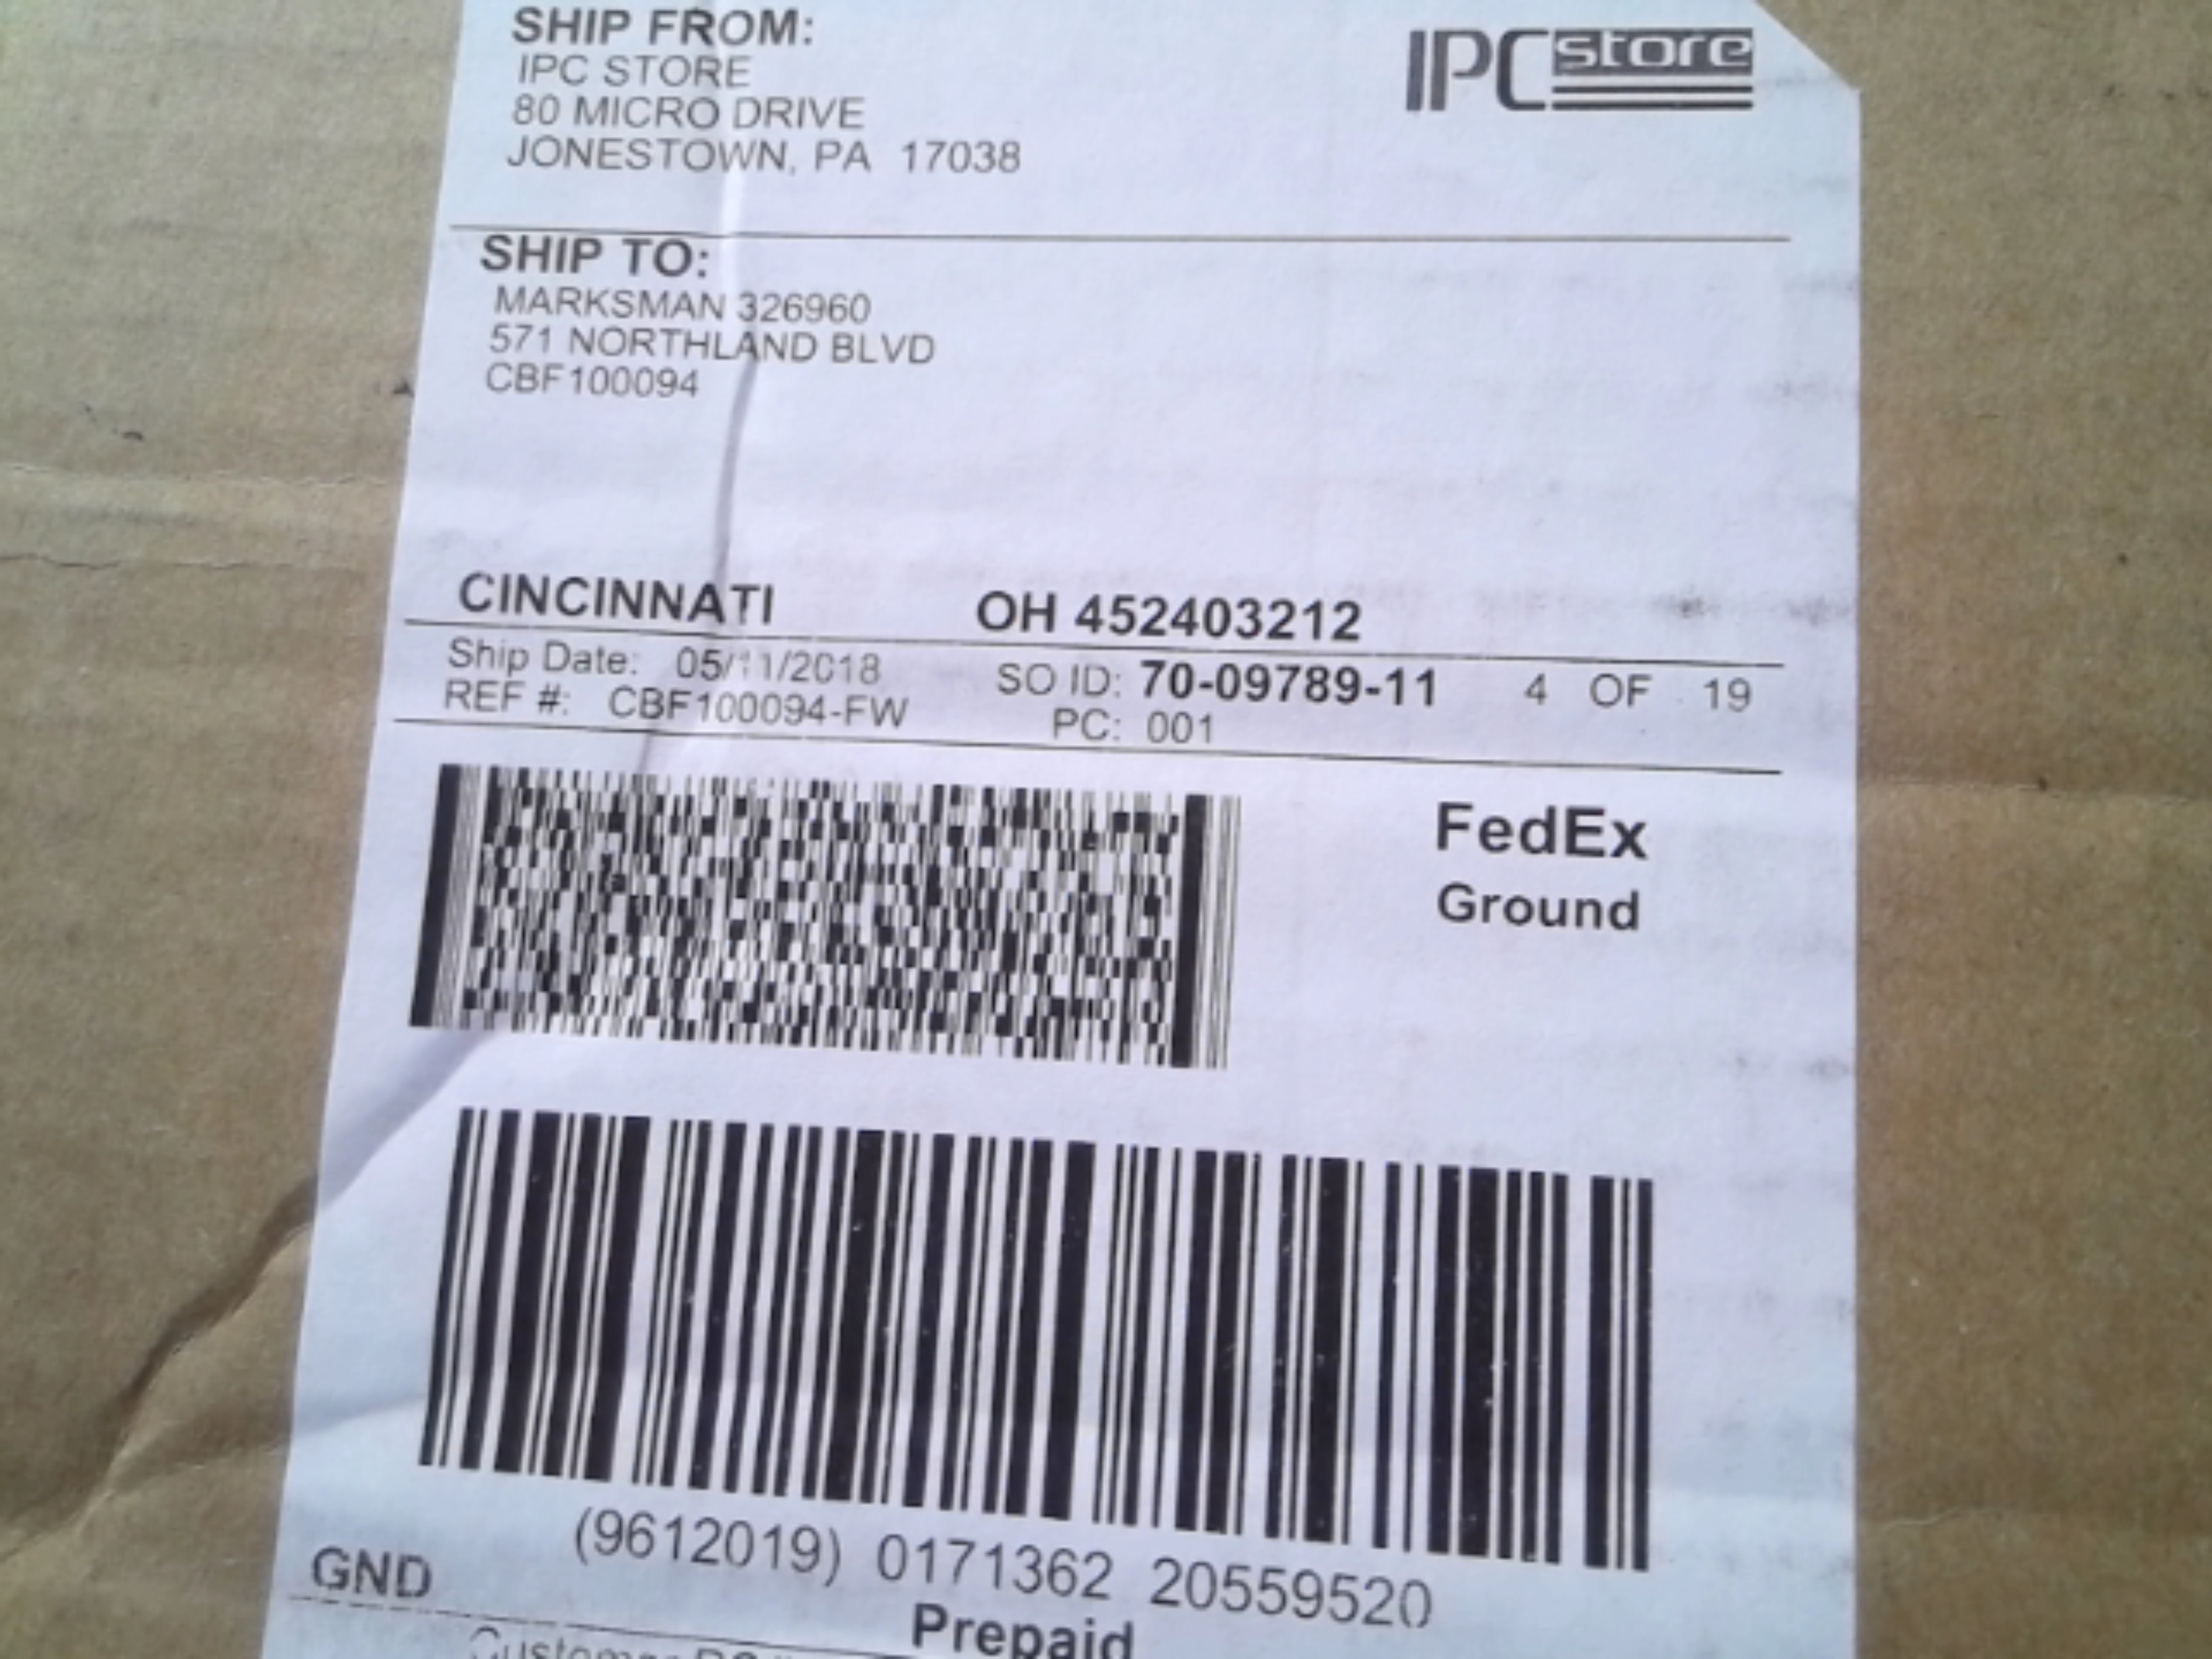 SHIP FROM:
IPC STORE
80 MICRO DRIVE
JONESTOWN, PA 17038
IPC store
SHIP TO:
MARKSMAN 326960
571 NORTHLAND BLVD
CBF100094
CINCINNATI OH 452403212
Ship Date: 05/11/2018 SO ID: 70-09789-11 4 OF 19
REF #: CBF100094-FW PC: 001
FedEx
Ground
(9612019) 0171362 20559520
GND Prepaid
Customer